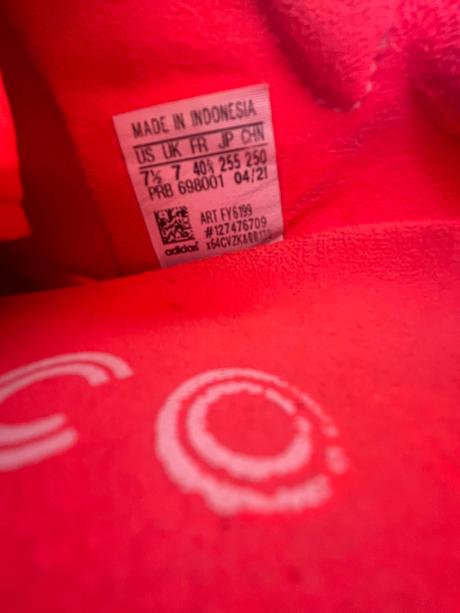 MADE IN INDONESIA
US UK FR JP CHN
7½ 7 40⅔ 255 250
PRB 698001 04/21
ART FY6199
#127476709
adidas
CO